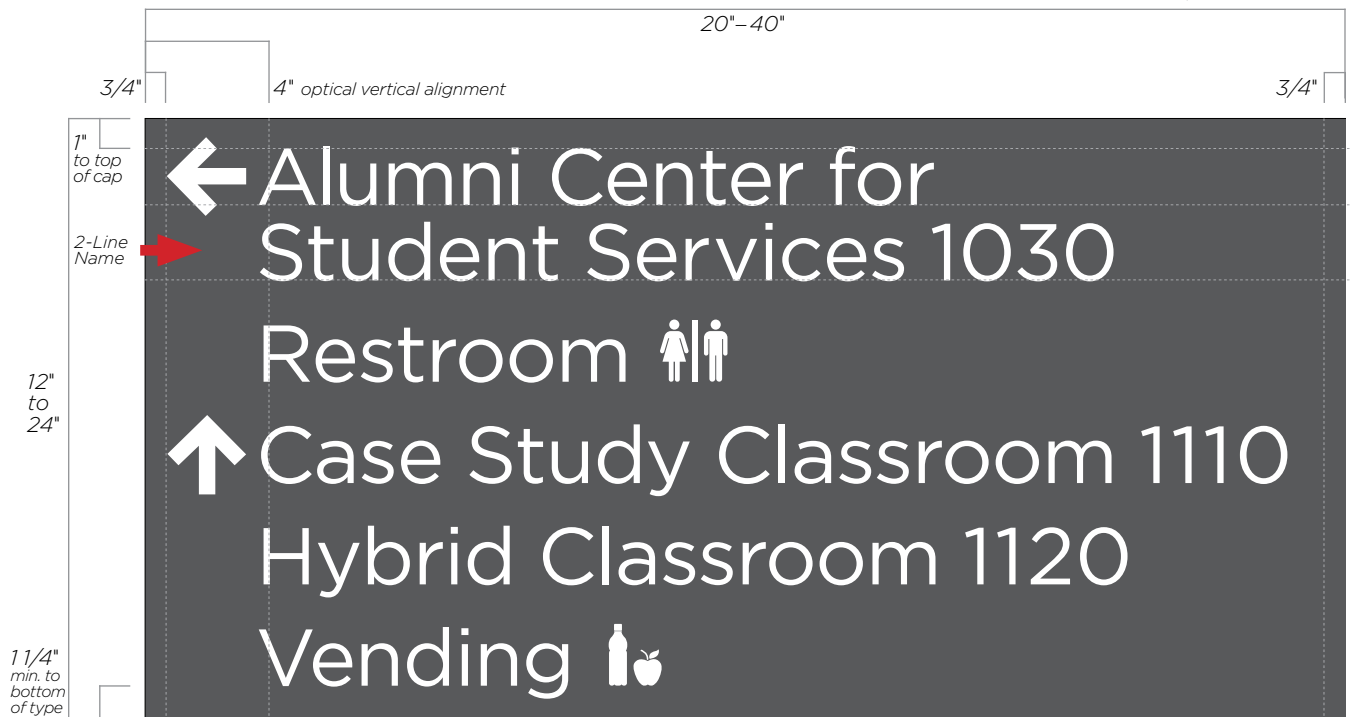 20"–40"
3/4"
4" optical vertical alignment
3/4"
1"
to top
of cap
Alumni Center for
2-Line
Name
Student Services 1030
Restroom
12"
to
24"
Case Study Classroom 1110
Hybrid Classroom 1120
Vending
1 1/4"
min. to
bottom
of type